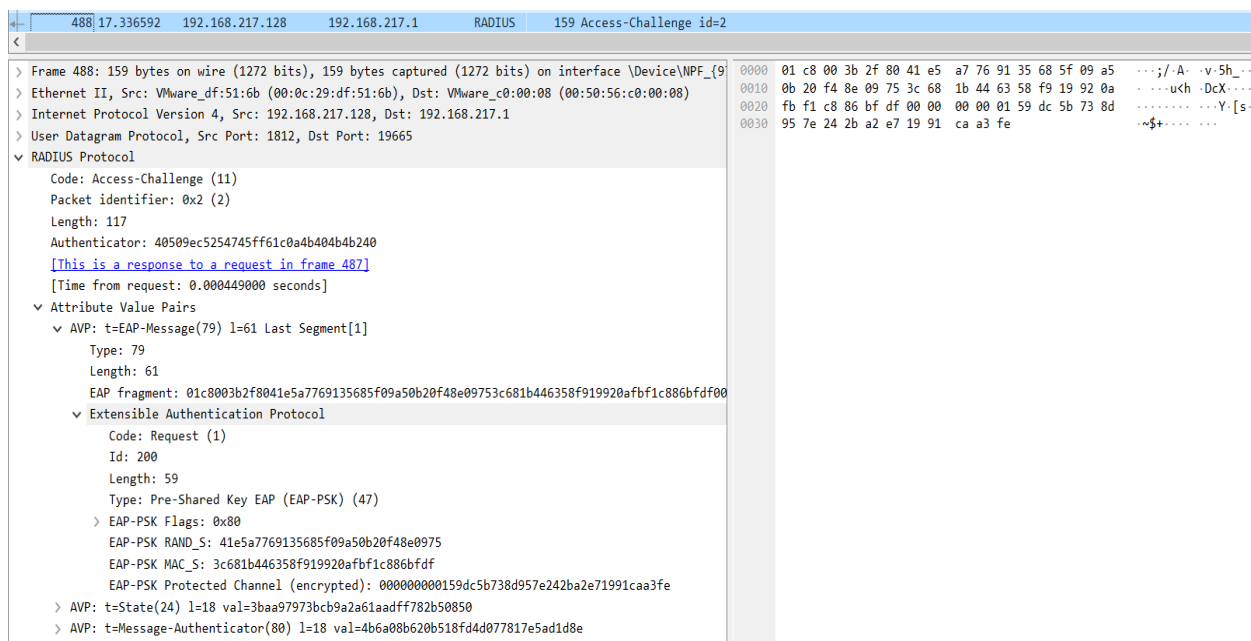 488 17.336592 192.168.217.128 192.168.217.1 RADIUS 159 Access-Challenge id=2
Frame 488: 159 bytes on wire (1272 bits), 159 bytes captured (1272 bits) on interface \Device\NPF_{9
Ethernet II, Src: VMware_df:51:6b (00:0c:29:df:51:6b), Dst: VMware_c0:00:08 (00:50:56:c0:00:08)
Internet Protocol Version 4, Src: 192.168.217.128, Dst: 192.168.217.1
User Datagram Protocol, Src Port: 1812, Dst Port: 19665
RADIUS Protocol
Code: Access-Challenge (11)
Packet identifier: 0x2 (2)
Length: 117
Authenticator: 40509ec5254745ff61c0a4b404b4b240
[This is a response to a request in frame 487]
[Time from request: 0.000449000 seconds]
Attribute Value Pairs
AVP: t=EAP-Message(79) l=61 Last Segment[1]
Type: 79
Length: 61
EAP fragment: 01c8003b2f8041e5a7769135685f09a50b20f48e09753c681b446358f919920afbf1c886bfdf00
Extensible Authentication Protocol
Code: Request (1)
Id: 200
Length: 59
Type: Pre-Shared Key EAP (EAP-PSK) (47)
EAP-PSK Flags: 0x80
EAP-PSK RAND_S: 41e5a7769135685f09a50b20f48e0975
EAP-PSK MAC_S: 3c681b446358f919920afbf1c886bfdf
EAP-PSK Protected Channel (encrypted): 000000000159dc5b738d957e242ba2e71991caa3fe
AVP: t=State(24) l=18 val=3baa97973bcb9a2a61aadff782b50850
AVP: t=Message-Authenticator(80) l=18 val=4b6a08b620b518fd4d077817e5ad1d8e
0000 01 c8 00 3b 2f 80 41 e5 a7 76 91 35 68 5f 09 a5 ···;/·A· ·v·5h_··
0010 0b 20 f4 8e 09 75 3c 68 1b 44 63 58 f9 19 92 0a · ···u<h ·DcX····
0020 fb f1 c8 86 bf df 00 00 00 00 01 59 dc 5b 73 8d ········ ···Y·[s·
0030 95 7e 24 2b a2 e7 19 91 ca a3 fe ·~$+···· ···